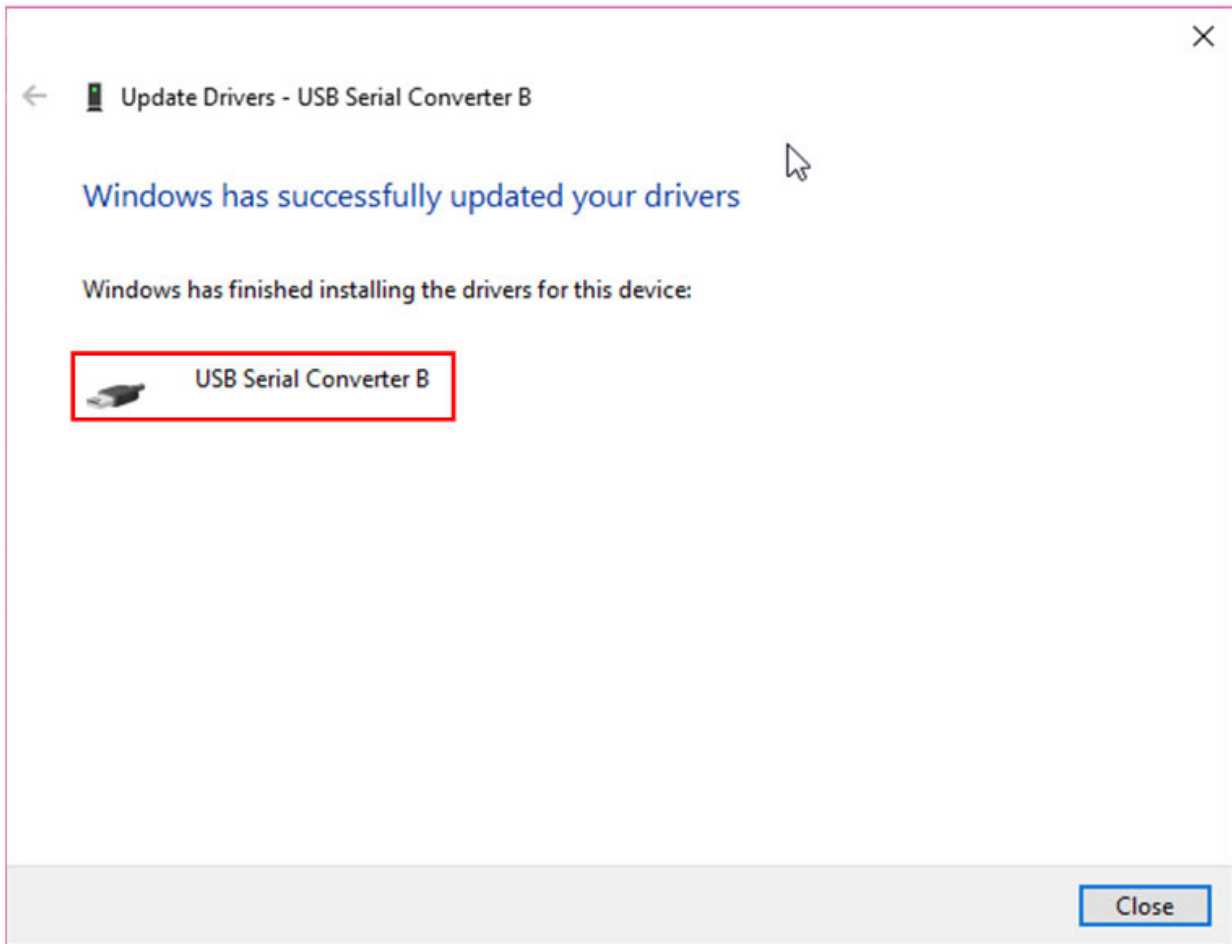 Update Drivers - USB Serial Converter B
Windows has successfully updated your drivers
Windows has finished installing the drivers for this device:
USB Serial Converter B
Close